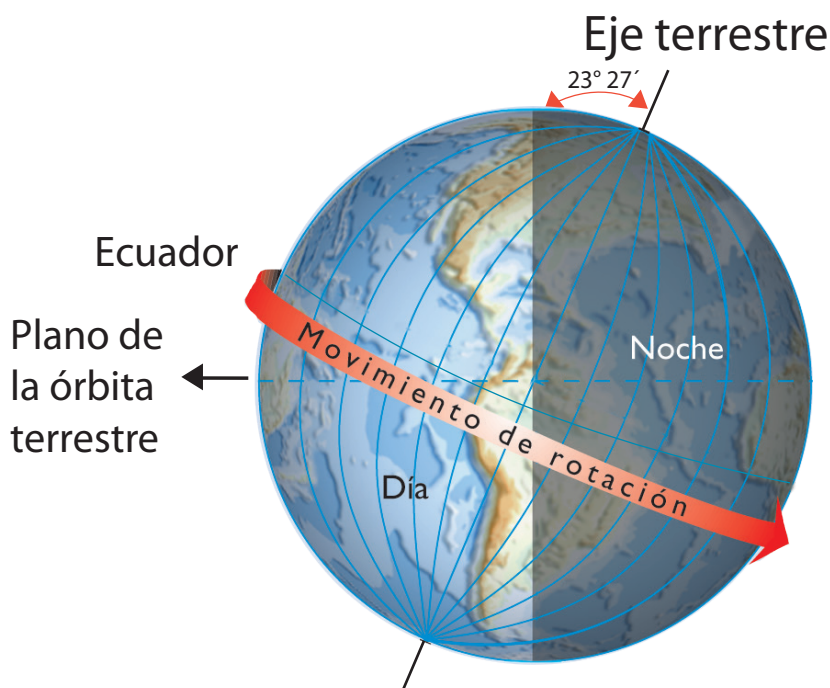 Eje terrestre
23° 27´
Ecuador
Plano de
la órbita
terrestre
Movimiento de rotación
Noche
Día